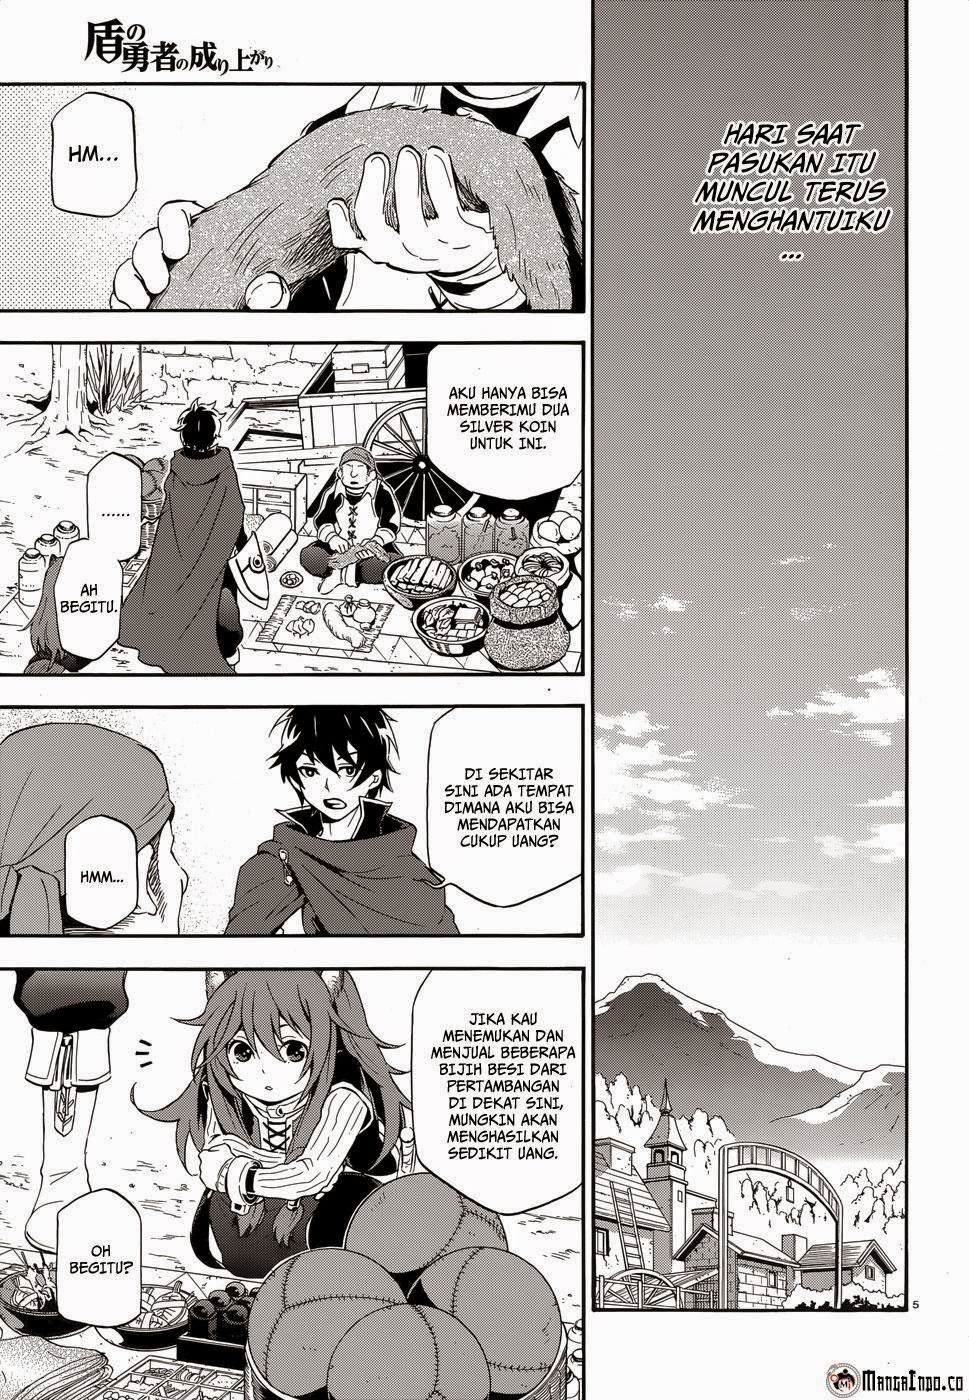 盾の勇者の成り上がり
HARI SAAT
PASUKAN ITU
MUNCUL TERUS
MENGHANTUIKU
...
HM...
AKU HANYA BISA
MEMBERIMU DUA
SILVER KOIN
UNTUK INI.
......
AH
BEGITU.
DI SEKITAR
SINI ADA TEMPAT
DIMANA AKU BISA
MENDAPATKAN
CUKUP UANG?
HMM...
JIKA KAU
MENEMUKAN DAN
MENJUAL BEBERAPA
BIJIH BESI DARI
PERTAMBANGAN
DI DEKAT SINI,
MUNGKIN AKAN
MENGHASILKAN
SEDIKIT UANG.
OH
BEGITU?
5
MangaIndo.co